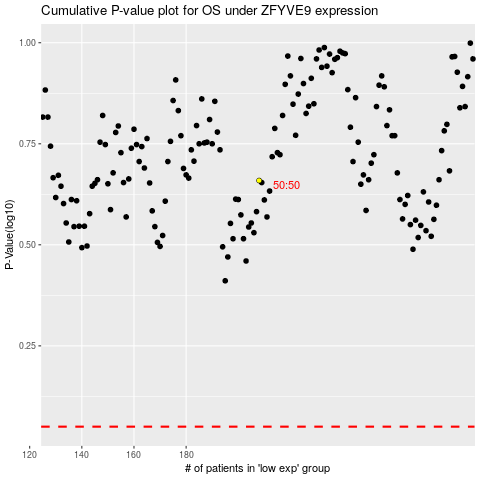 Cumulative P-value plot for OS under ZFYVE9 expression
P-Value(log10)
1.00
0.75
0.50
0.25
50:50
120 140 160 180
# of patients in 'low exp' group